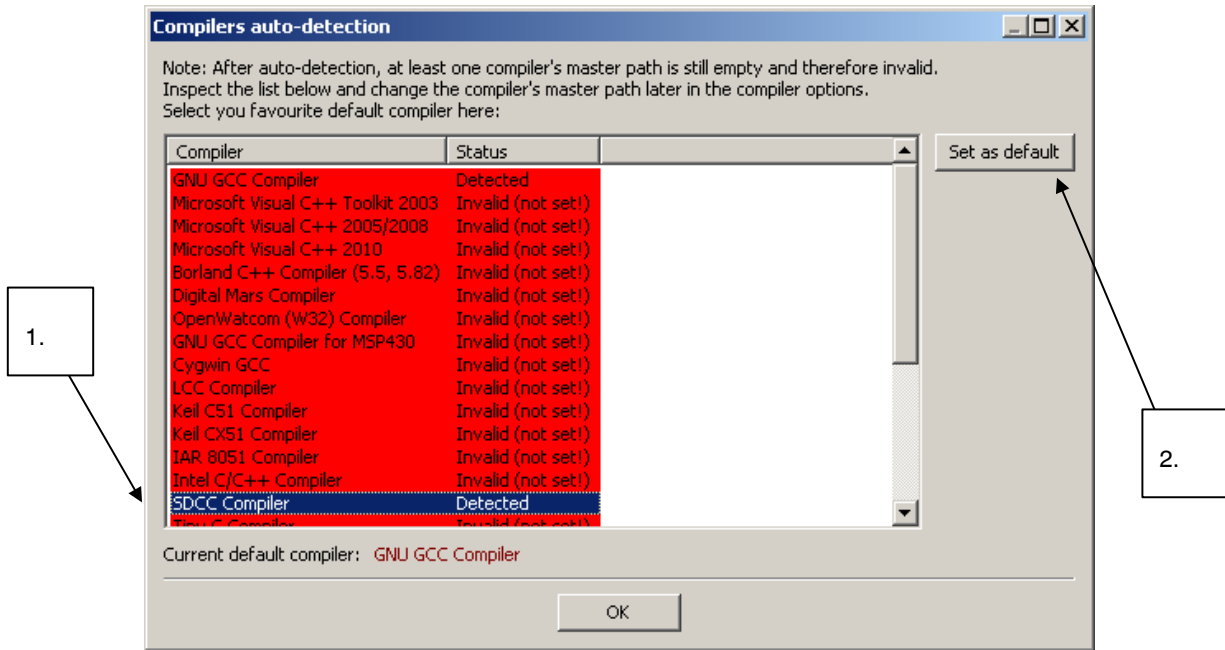 Compilers auto-detection
Note: After auto-detection, at least one compiler's master path is still empty and therefore invalid.
Inspect the list below and change the compiler's master path later in the compiler options.
Select you favourite default compiler here:
Compiler Status
Set as default
GNU GCC Compiler Detected
Microsoft Visual C++ Toolkit 2003 Invalid (not set!)
Microsoft Visual C++ 2005/2008 Invalid (not set!)
Microsoft Visual C++ 2010 Invalid (not set!)
Borland C++ Compiler (5.5, 5.82) Invalid (not set!)
Digital Mars Compiler Invalid (not set!)
OpenWatcom (W32) Compiler Invalid (not set!)
GNU GCC Compiler for MSP430 Invalid (not set!)
Cygwin GCC Invalid (not set!)
LCC Compiler Invalid (not set!)
Keil C51 Compiler Invalid (not set!)
Keil CX51 Compiler Invalid (not set!)
IAR 8051 Compiler Invalid (not set!)
Intel C/C++ Compiler Invalid (not set!)
SDCC Compiler Detected
Tiny C Compiler Invalid (not set!)
Current default compiler: GNU GCC Compiler
OK
1.
2.